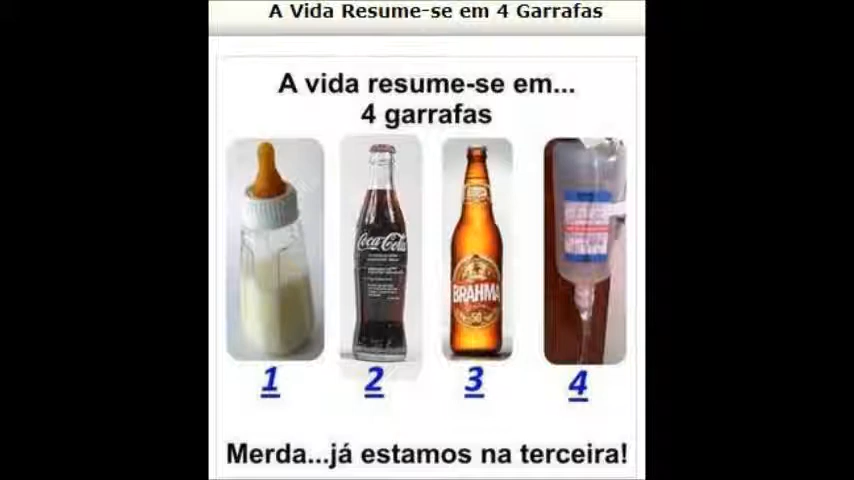 A Vida Resume-se em 4 Garrafas
A vida resume-se em...
4 garrafas
Coca-Cola
BRAHMA
1 2 3 4
Merda...já estamos na terceira!